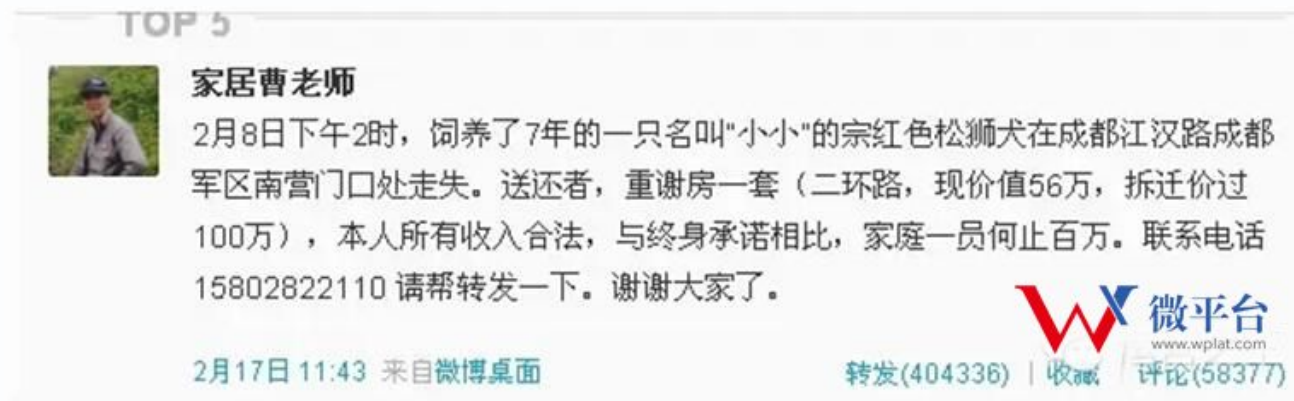 TOP 5
家居曹老师
2月8日下午2时，饲养了7年的一只名叫"小小"的宗红色松狮犬在成都江汉路成都
军区南营门口处走失。送还者，重谢房一套（二环路，现价值56万，拆迁价过
100万），本人所有收入合法，与终身承诺相比，家庭一员何止百万。联系电话
15802822110 请帮转发一下。谢谢大家了。
微平台
www.wplat.com
2月17日 11:43 来自微博桌面
转发(404336) | 收藏 评论(58377)